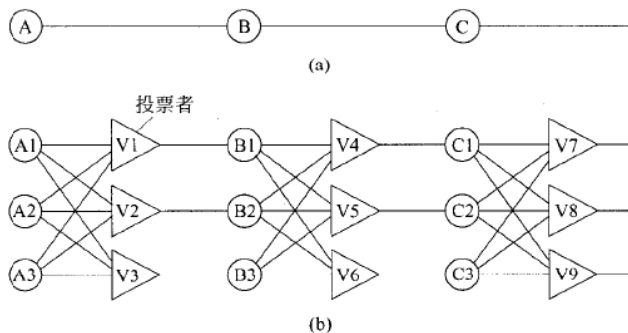 A B C
(a)
投票者
A1 V1 B1 V4 C1 V7
A2 V2 B2 V5 C2 V8
A3 V3 B3 V6 C3 V9
(b)